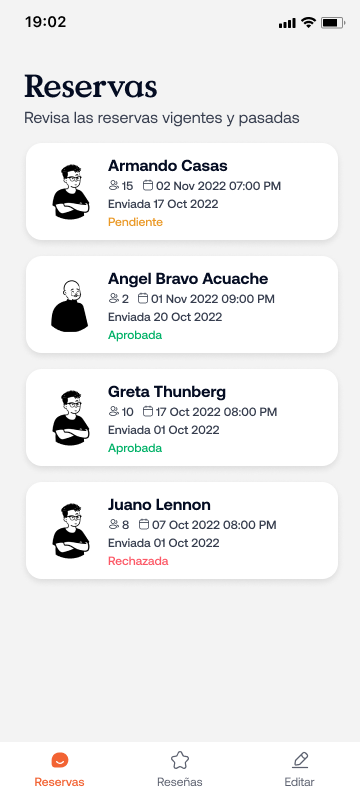 19:02
Reservas
Revisa las reservas vigentes y pasadas
Armando Casas
15 02 Nov 2022 07:00 PM
Enviada 17 Oct 2022
Pendiente
Angel Bravo Acuache
2 01 Nov 2022 09:00 PM
Enviada 20 Oct 2022
Aprobada
Greta Thunberg
10 17 Oct 2022 08:00 PM
Enviada 01 Oct 2022
Aprobada
Juano Lennon
8 07 Oct 2022 08:00 PM
Enviada 01 Oct 2022
Rechazada
Reservas Reseñas Editar